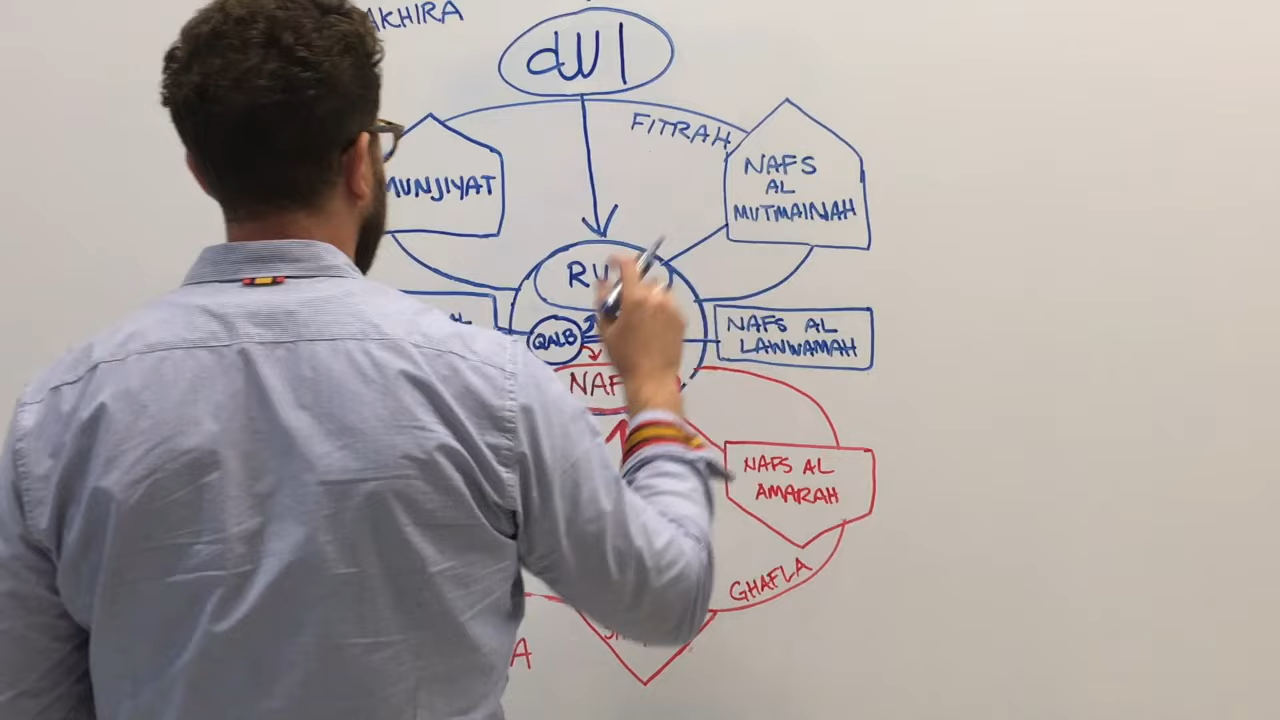 AKHIRA
الله
FITRAH
MUNJIYAT
NAFS
AL
MUTMAINAH
RU
QALB
NAFS AL
LAWWAMAH
NAF
NAFS AL
AMARAH
GHAFLA